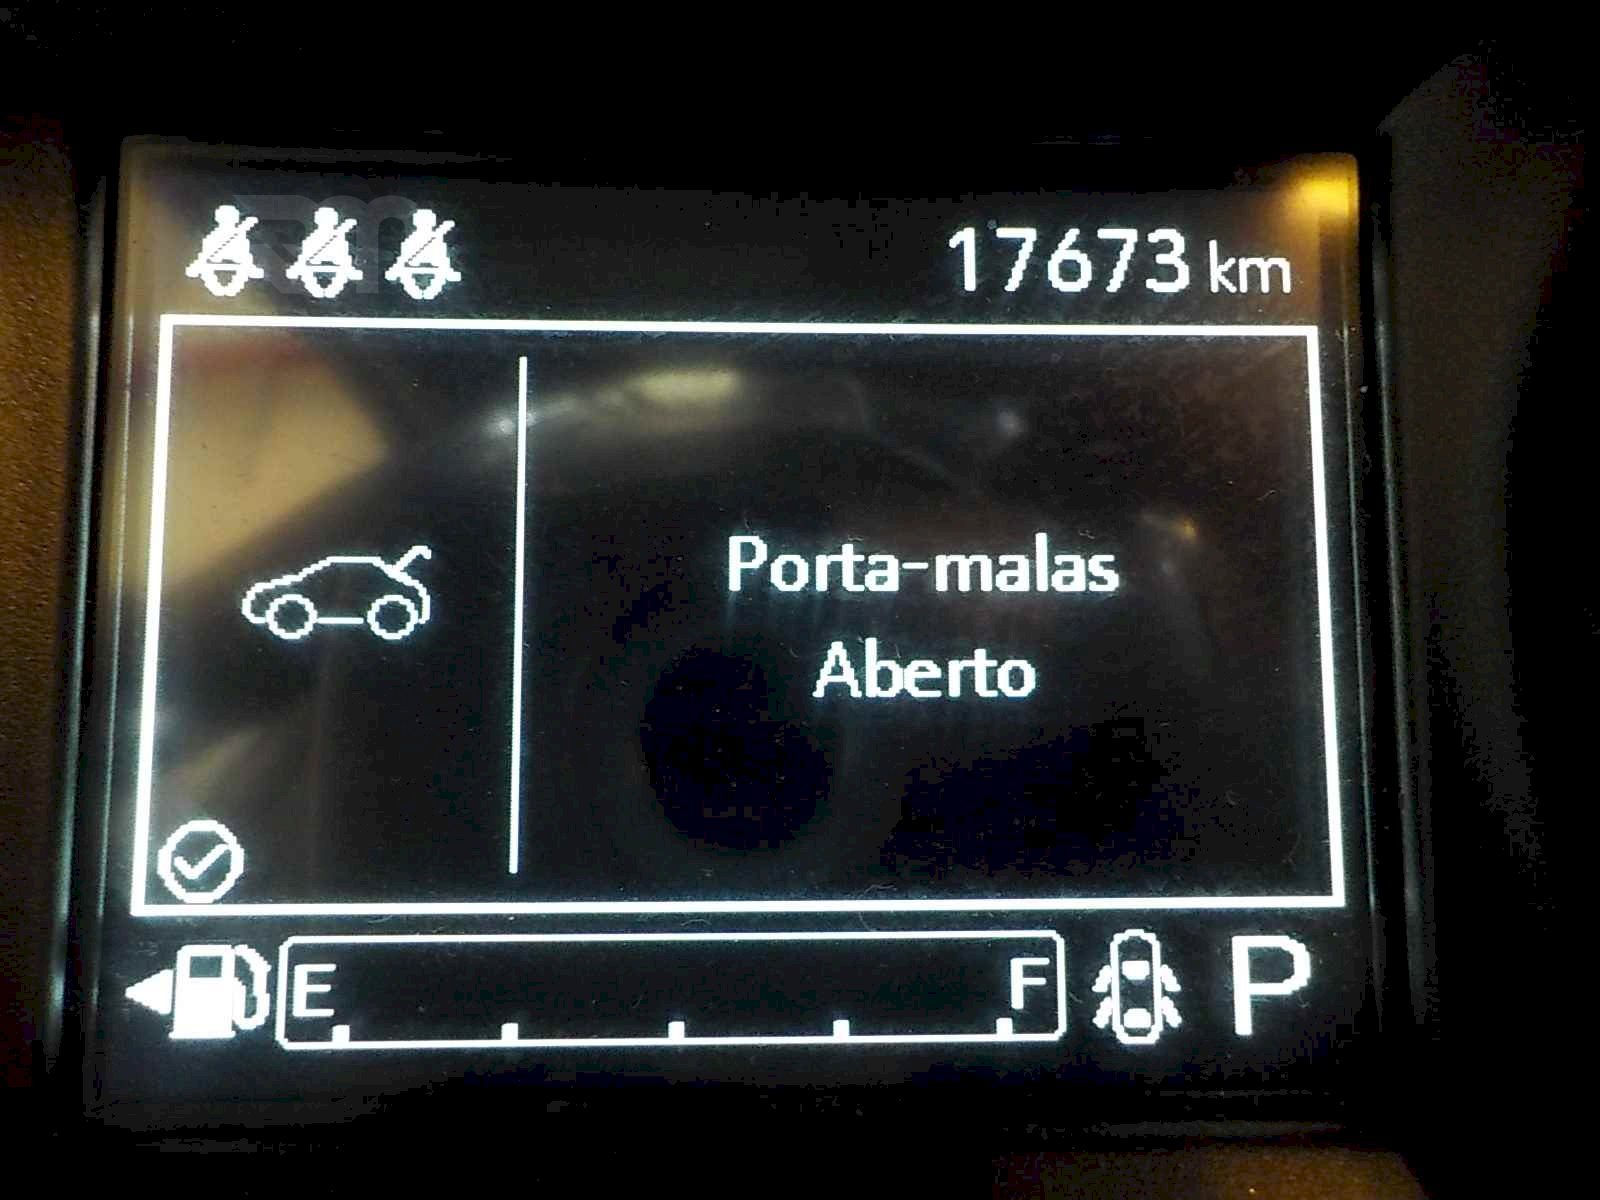 17673 km
Porta-malas
Aberto
E F P